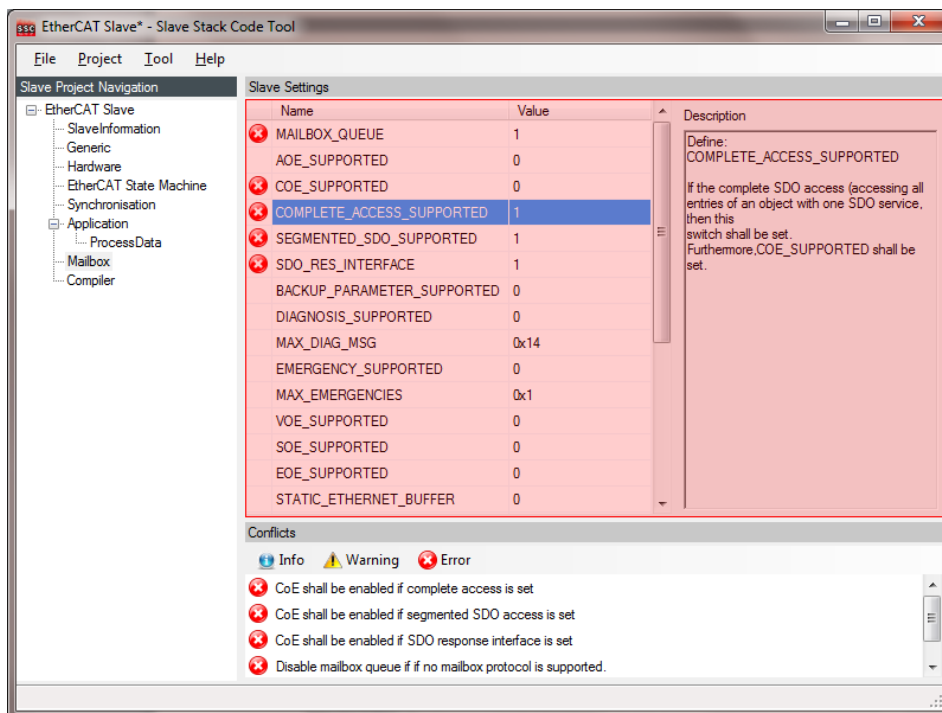 SSC EtherCAT Slave* - Slave Stack Code Tool
File Project Tool Help
Slave Project Navigation
EtherCAT Slave
SlaveInformation
Generic
Hardware
EtherCAT State Machine
Synchronisation
Application
ProcessData
Mailbox
Compiler
Slave Settings
Name Value
MAILBOX_QUEUE 1
AOE_SUPPORTED 0
COE_SUPPORTED 0
COMPLETE_ACCESS_SUPPORTED 1
SEGMENTED_SDO_SUPPORTED 1
SDO_RES_INTERFACE 1
BACKUP_PARAMETER_SUPPORTED 0
DIAGNOSIS_SUPPORTED 0
MAX_DIAG_MSG 0x14
EMERGENCY_SUPPORTED 0
MAX_EMERGENCIES 0x1
VOE_SUPPORTED 0
SOE_SUPPORTED 0
EOE_SUPPORTED 0
STATIC_ETHERNET_BUFFER 0
Description
Define:
COMPLETE_ACCESS_SUPPORTED
If the complete SDO access (accessing all
entries of an object with one SDO service,
then this
switch shall be set.
Furthermore,COE_SUPPORTED shall be
set.
Conflicts
Info Warning Error
CoE shall be enabled if complete access is set
CoE shall be enabled if segmented SDO access is set
CoE shall be enabled if SDO response interface is set
Disable mailbox queue if if no mailbox protocol is supported.